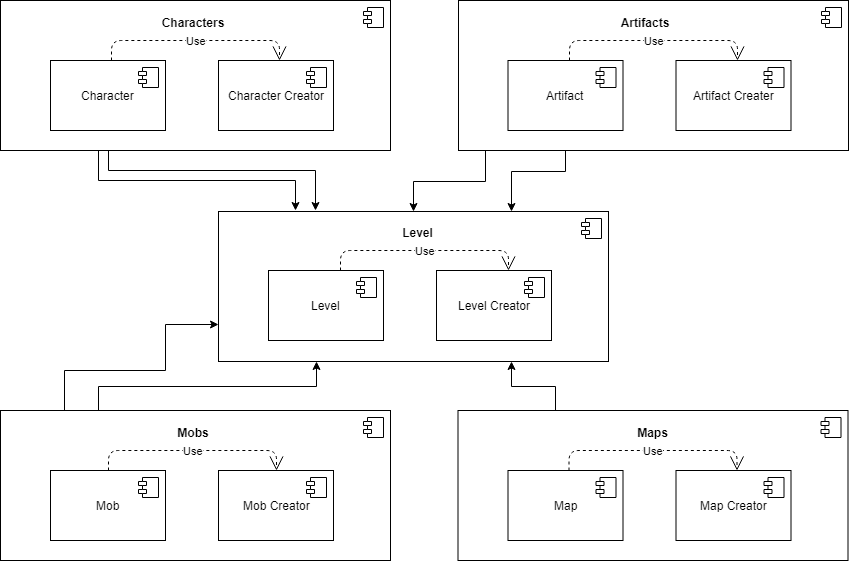 Characters
Use
Character
Character Creator
Artifacts
Use
Artifact
Artifact Creater
Level
Use
Level
Level Creator
Mobs
Use
Mob
Mob Creator
Maps
Use
Map
Map Creator